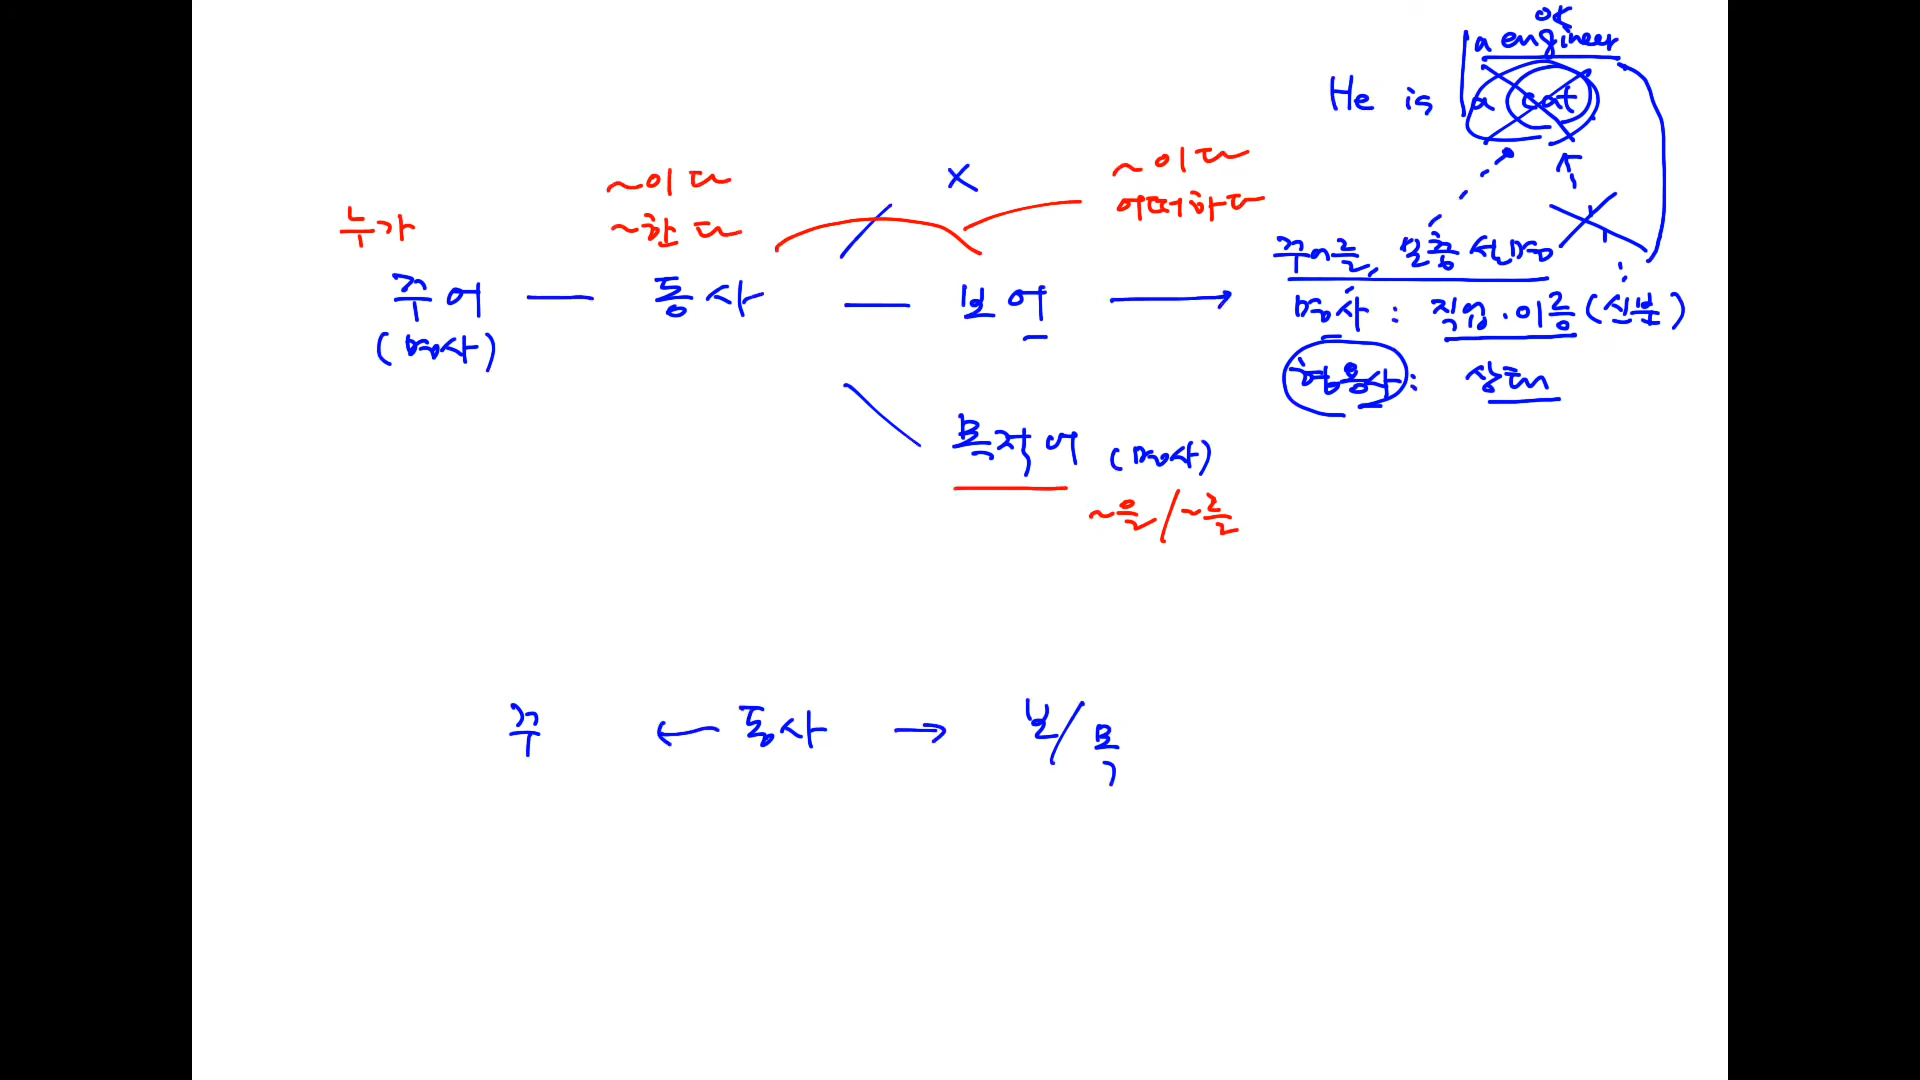 ok
a engineer
He is a cat
×
~이다
~이다
어떠하다
누가
~한다
주어를 보충 설명
주어 — 동사 — 보어 →
명사 : 직업·이름 (신분)
(명사)
형용사 : 상태
목적어 (명사)
~을/~를
주 ← 동사 → 보/목